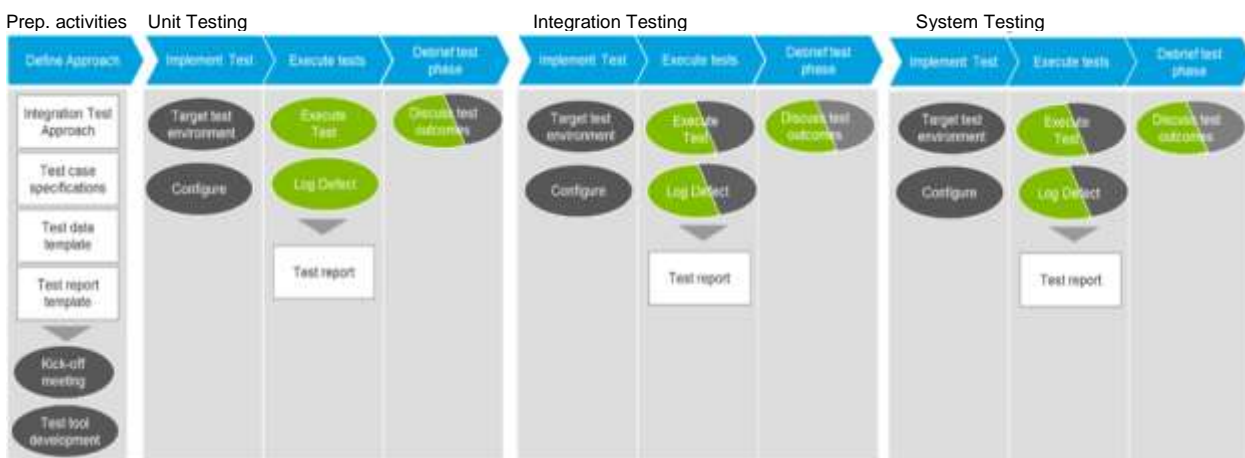 Prep. activities
Unit Testing
Integration Testing
System Testing
Define Approach
Implement Test
Execute tests
Debrief test
phase
Implement Test
Execute tests
Debrief test
phase
Implement Test
Execute tests
Debrief test
phase
Integration Test
Approach
Test case
specifications
Test data
template
Test report
template
Kick-off
meeting
Test tool
development
Target test
environment
Configure
Execute
Test
Log Defect
Test report
Discuss test
outcomes
Target test
environment
Configure
Execute
Test
Log Defect
Test report
Discuss test
outcomes
Target test
environment
Configure
Execute
Test
Log Defect
Test report
Discuss test
outcomes